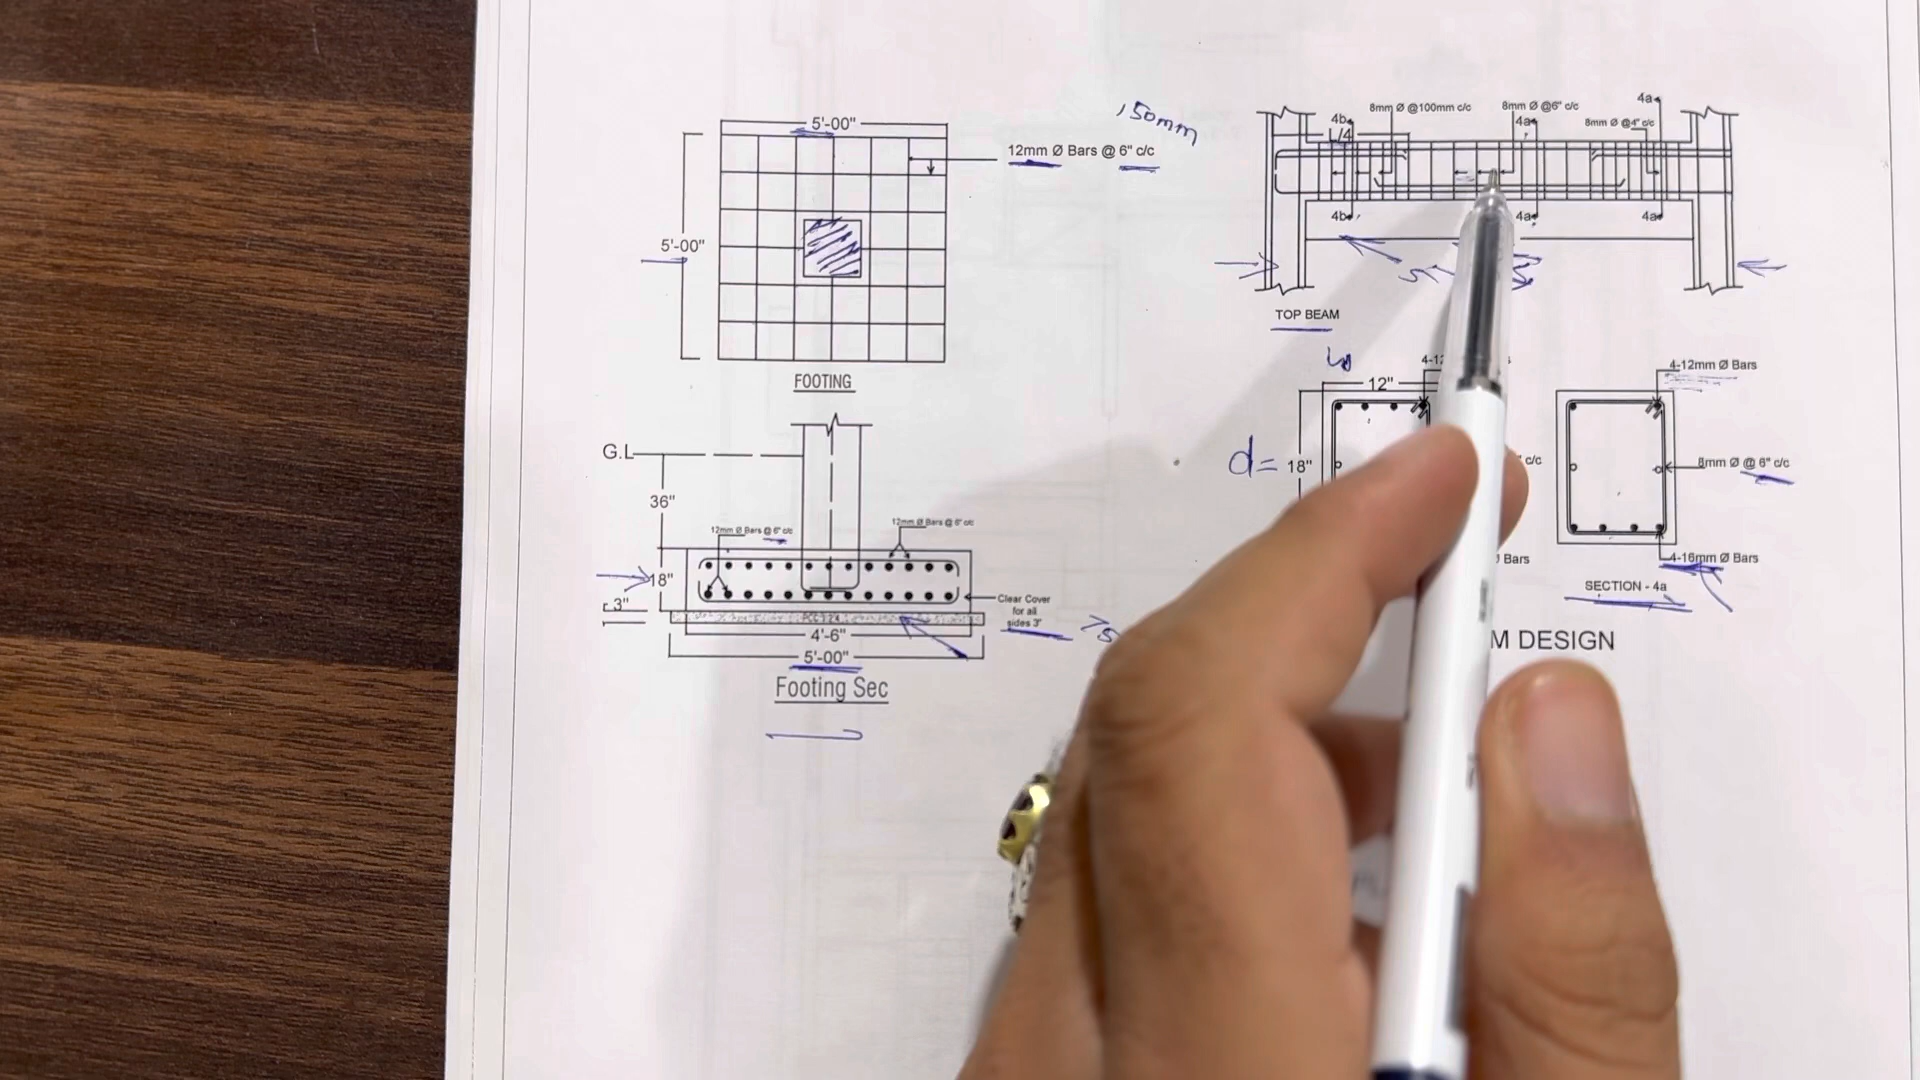 5'-00"
150mm
12mm Ø Bars @ 6" c/c
5'-00"
FOOTING
G.L
36"
12mm Ø Bars @ 6" c/c
12mm Ø Bars @ 6" c/c
18"
3"
Clear Cover
for all
sides 3"
75
4'-6"
5'-00"
Footing Sec
8mm Ø @100mm c/c
8mm Ø @6" c/c
4a
4b
4a
8mm Ø @4" c/c
L/4
4b
4a
4a
TOP BEAM
4-12
12"
d= 18"
c/c
Bars
4-12mm Ø Bars
8mm Ø @ 6" c/c
4-16mm Ø Bars
SECTION - 4a
M DESIGN